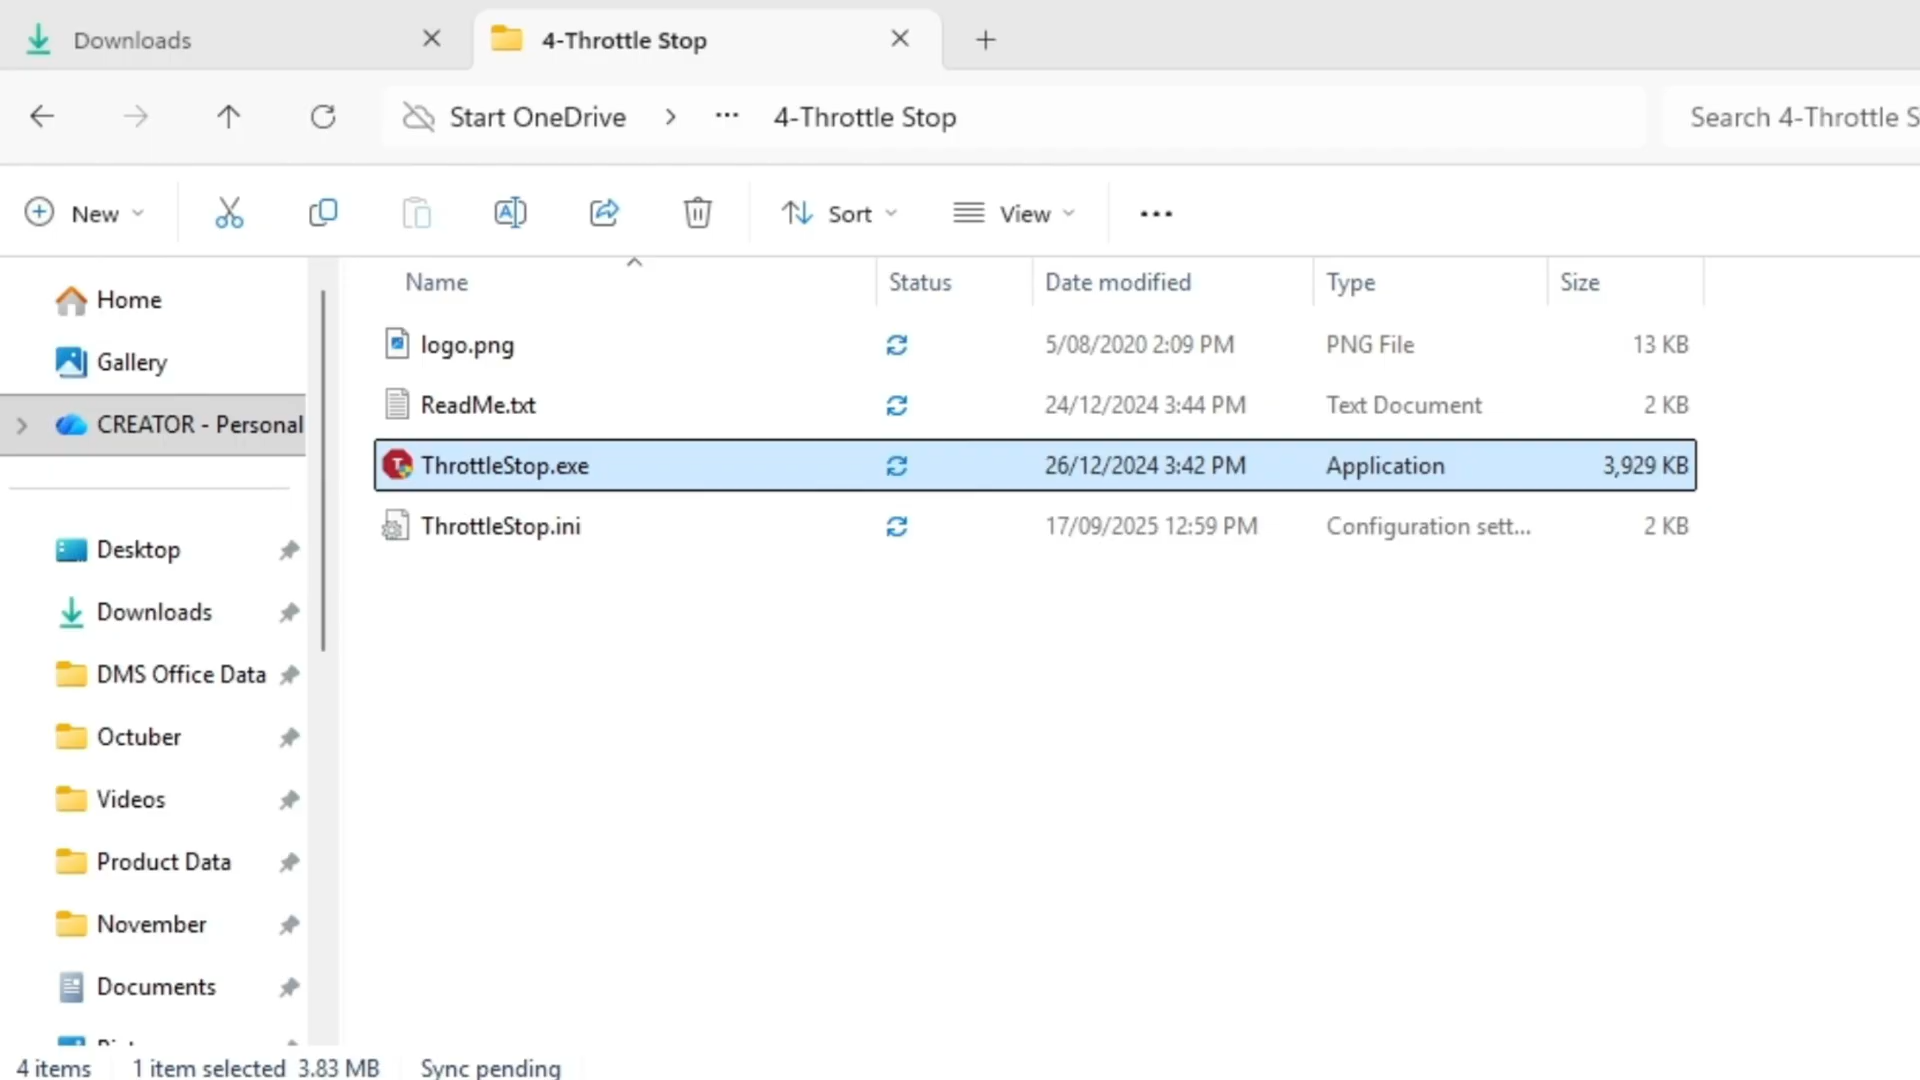 Downloads
4-Throttle Stop
Start OneDrive > ... 4-Throttle Stop
Search 4-Throttle S
New
Sort
View
Name Status Date modified Type Size
logo.png 5/08/2020 2:09 PM PNG File 13 KB
ReadMe.txt 24/12/2024 3:44 PM Text Document 2 KB
ThrottleStop.exe 26/12/2024 3:42 PM Application 3,929 KB
ThrottleStop.ini 17/09/2025 12:59 PM Configuration sett... 2 KB
Home
Gallery
CREATOR - Personal
Desktop
Downloads
DMS Office Data
Octuber
Videos
Product Data
November
Documents
4 items 1 item selected 3.83 MB Sync pending